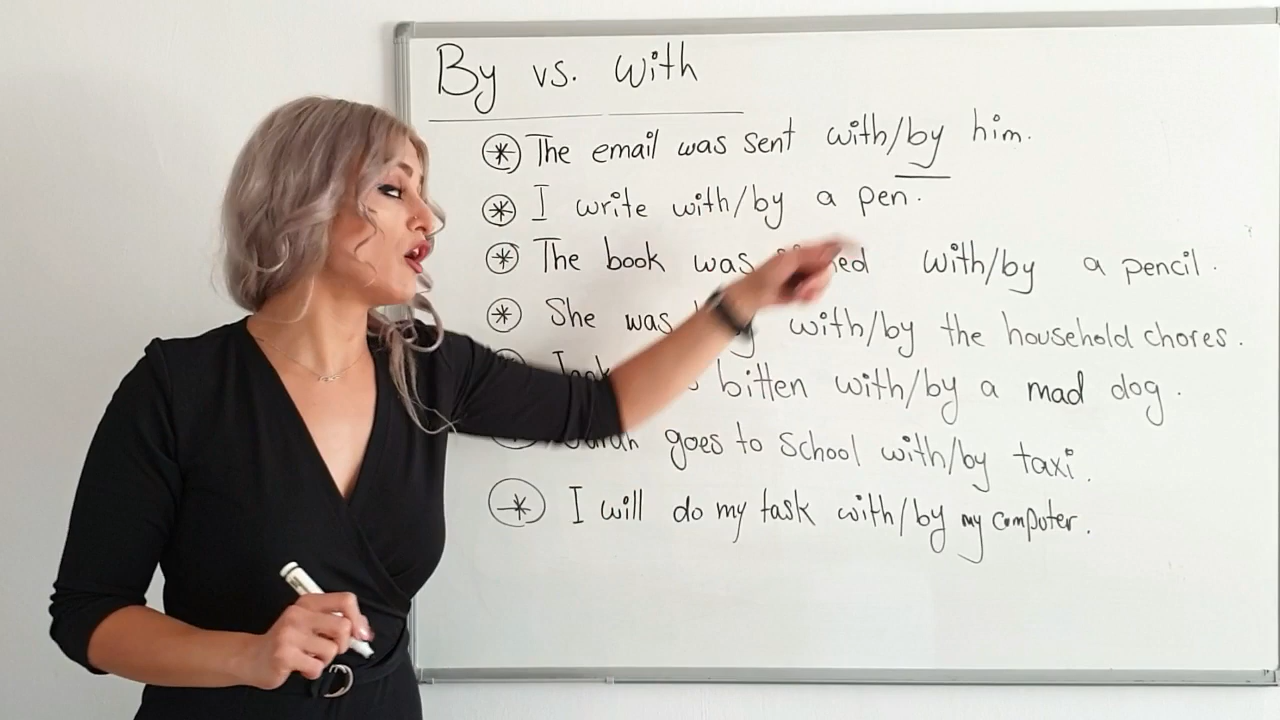 By vs. with
The email was sent with/by him.
I write with/by a pen.
The book was with/by a pencil.
She was with/by the household chores.
bitten with/by a mad dog.
goes to school with/by taxi.
I will do my task with/by my computer.